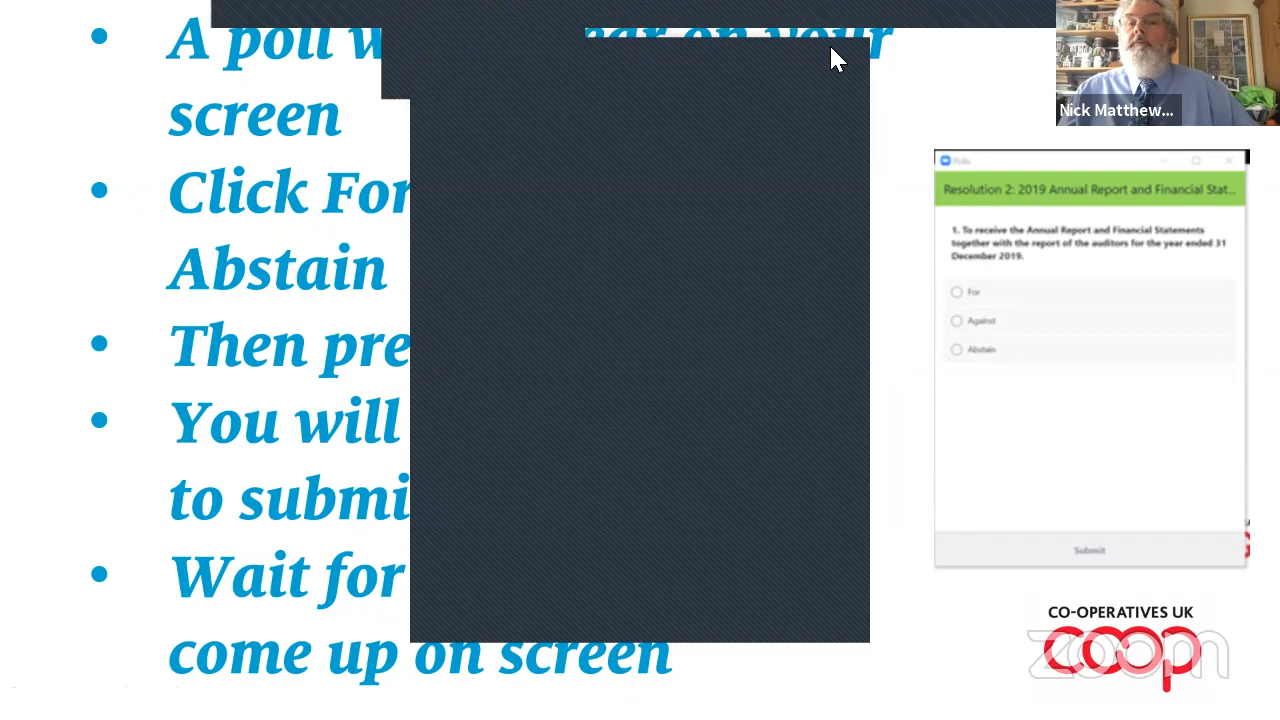 A poll w
screen
Click For
Abstain
Then pre
You will
to submi
Wait for
come up on screen
Nick Matthew...
Polls
Resolution 2: 2019 Annual Report and Financial Stat...
1. To receive the Annual Report and Financial Statements
together with the report of the auditors for the year ended 31
December 2019.
For
Against
Abstain
Submit
CO-OPERATIVES UK
coop
zoom